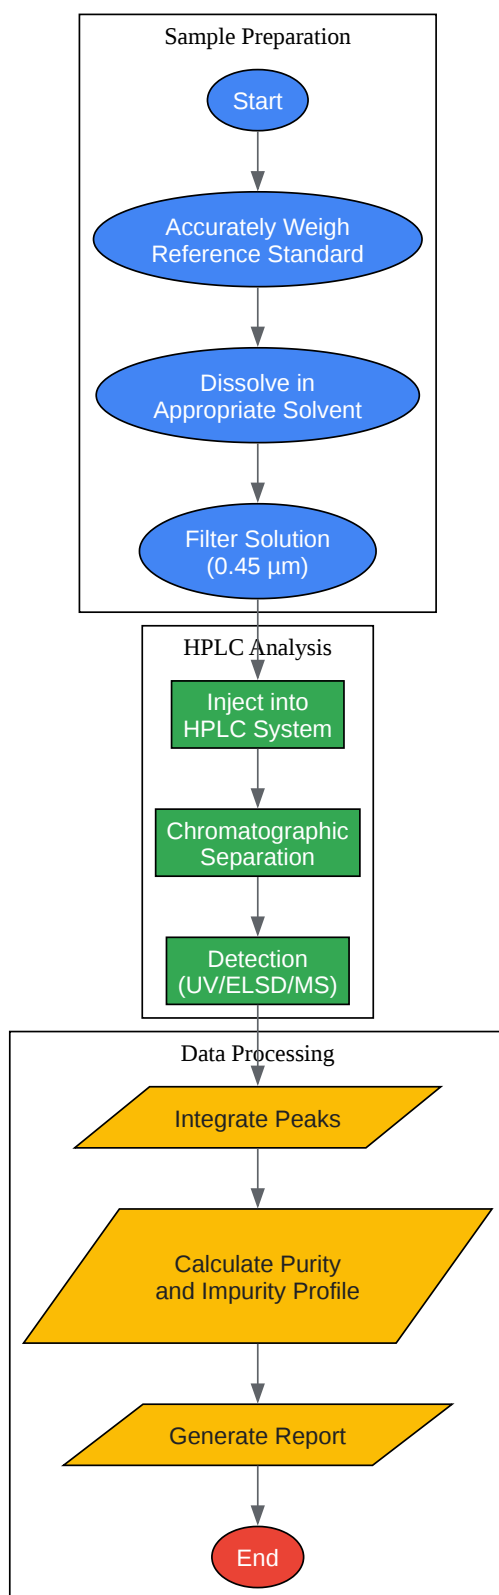 Sample Preparation
Start
Accurately Weigh
Reference Standard
Dissolve in
Appropriate Solvent
Filter Solution
(0.45 µm)
HPLC Analysis
Inject into
HPLC System
Chromatographic
Separation
Detection
(UV/ELSD/MS)
Data Processing
Integrate Peaks
Calculate Purity
and Impurity Profile
Generate Report
End